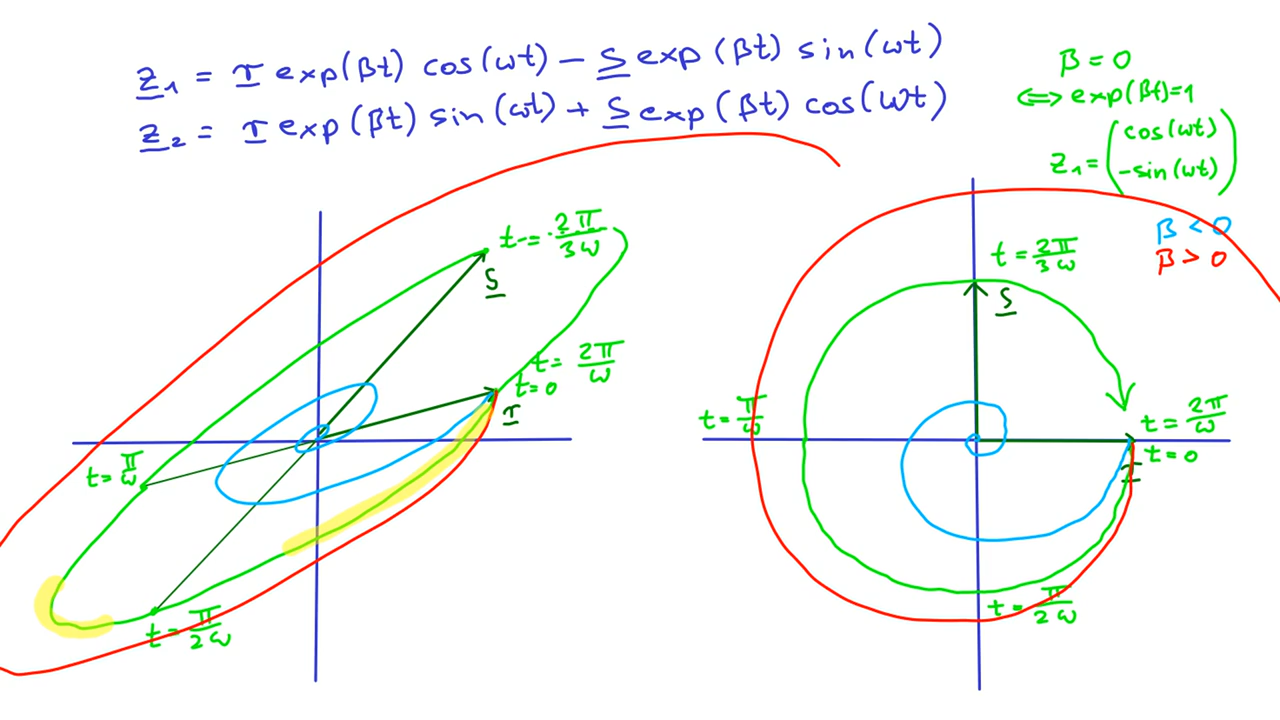 z₁ = r exp(βt) cos(ωt) − s exp(βt) sin(ωt)
z₂ = r exp(βt) sin(ωt) + s exp(βt) cos(ωt)
β = 0
⇔ exp(βt)=1
z₁ = (cos(ωt)
-sin(ωt))
β < 0
β > 0
t = 2π/3ω
s
t = 2π/ω
t=0
r
t = π/ω
t = π/2ω
t = 2π/3ω
s
t = π/ω
t = 2π/ω
t = 0
r
t = π/2ω